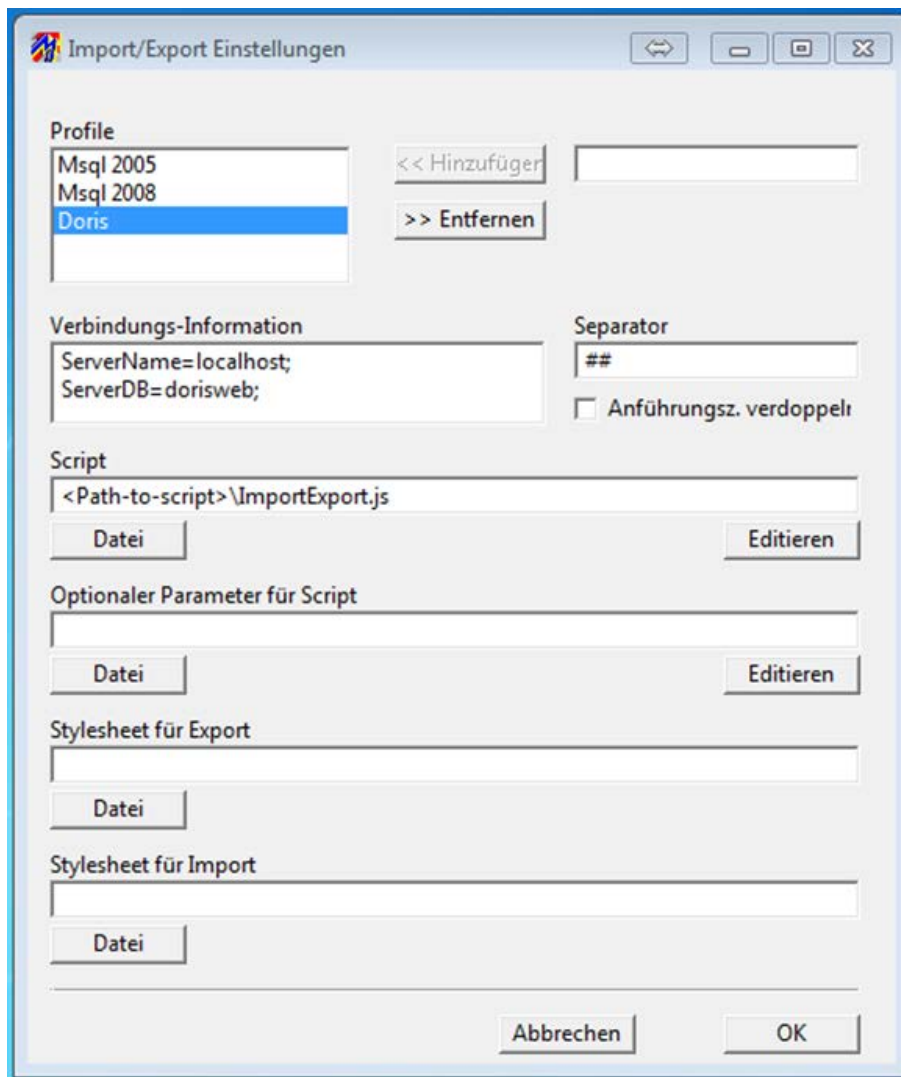 Import/Export Einstellungen
Profile
Msql 2005
Msql 2008
Doris
<< Hinzufüger
>> Entfernen
Verbindungs-Information
ServerName=localhost;
ServerDB=dorisweb;
Separator
##
Anführungsz. verdoppeln
Script
<Path-to-script>\ImportExport.js
Datei
Editieren
Optionaler Parameter für Script
Datei
Editieren
Stylesheet für Export
Datei
Stylesheet für Import
Datei
Abbrechen
OK